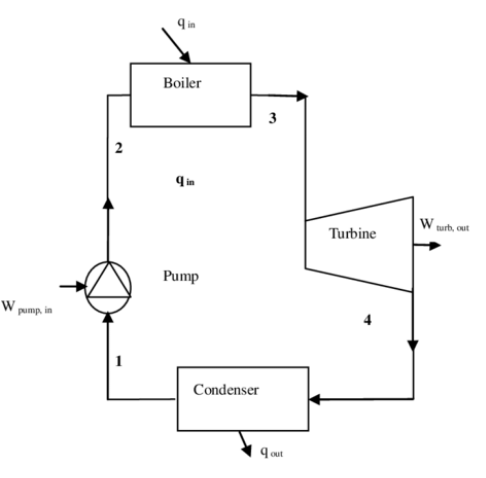 q in
Boiler
3
2
q in
W turb, out
Turbine
Pump
W pump, in
4
1
Condenser
q out